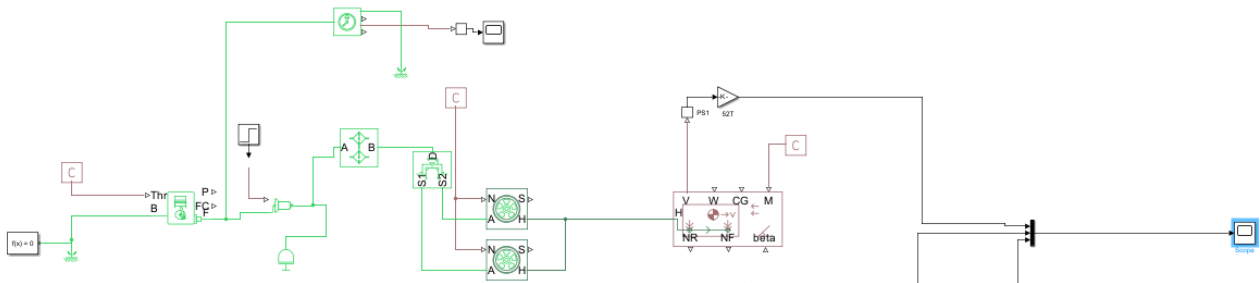 C
PS1
-K-
52T
C
C
Thr
B
P
FC
F
A
B
D
S1
S2
N
S
A
H
N
S
A
H
V
W
CG
M
H
v
NR
NF
beta
f(x) = 0
Scope